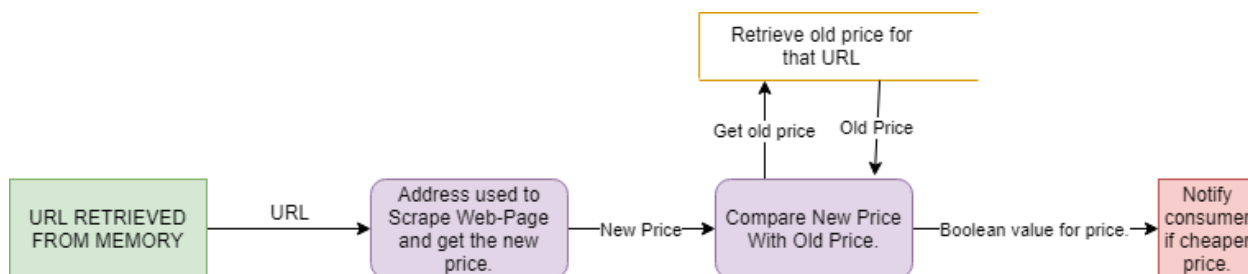 Retrieve old price for
that URL
Get old price
Old Price
URL RETRIEVED
FROM MEMORY
URL
Address used to
Scrape Web-Page
and get the new
price.
New Price
Compare New Price
With Old Price.
Boolean value for price.
Notify
consumer
if cheaper
price.